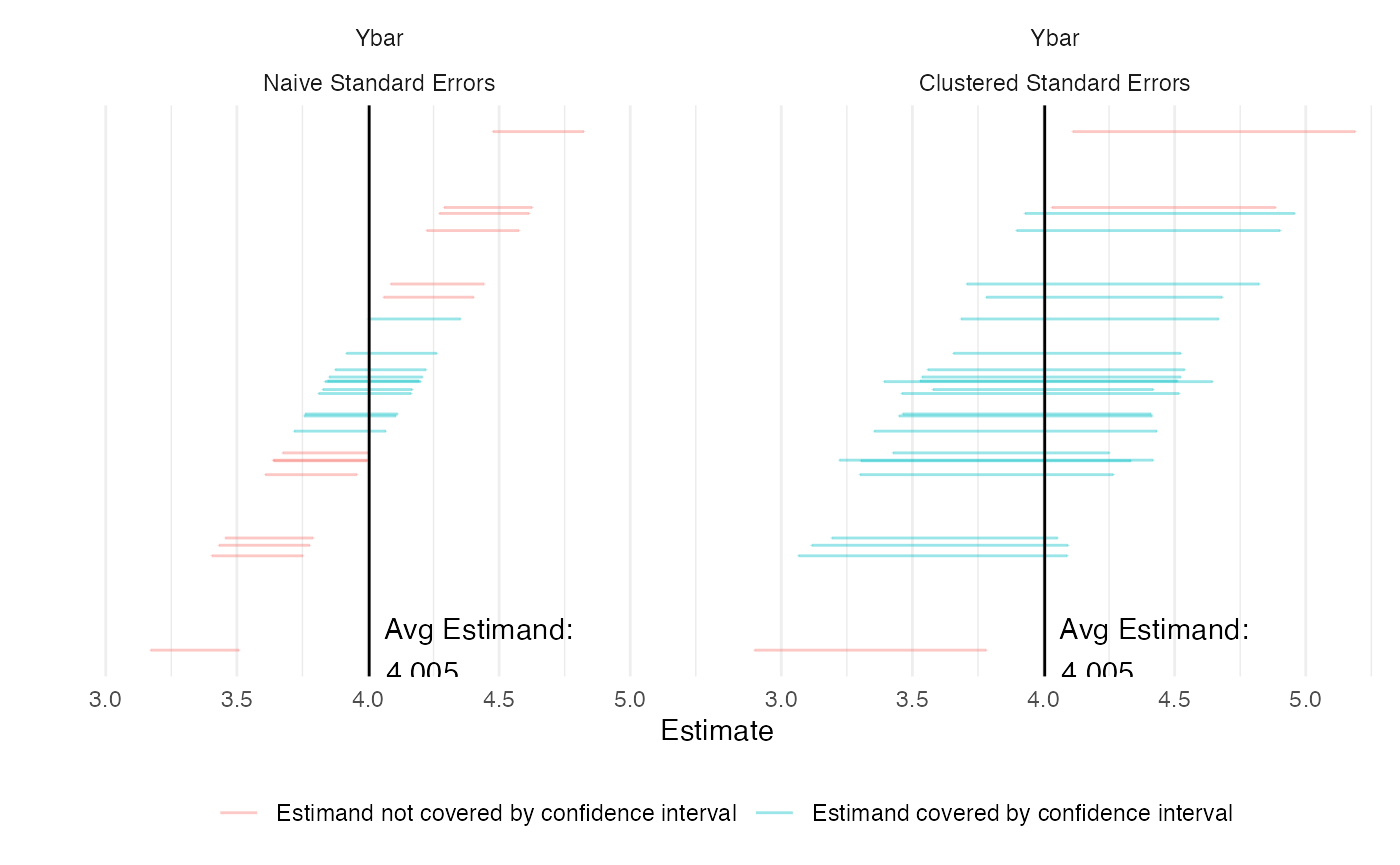 Ybar
Ybar
Naive Standard Errors
Clustered Standard Errors
Avg Estimand:
4.005
Avg Estimand:
4.005
3.0 3.5 4.0 4.5 5.0
3.0 3.5 4.0 4.5 5.0
Estimate
Estimand not covered by confidence interval
Estimand covered by confidence interval